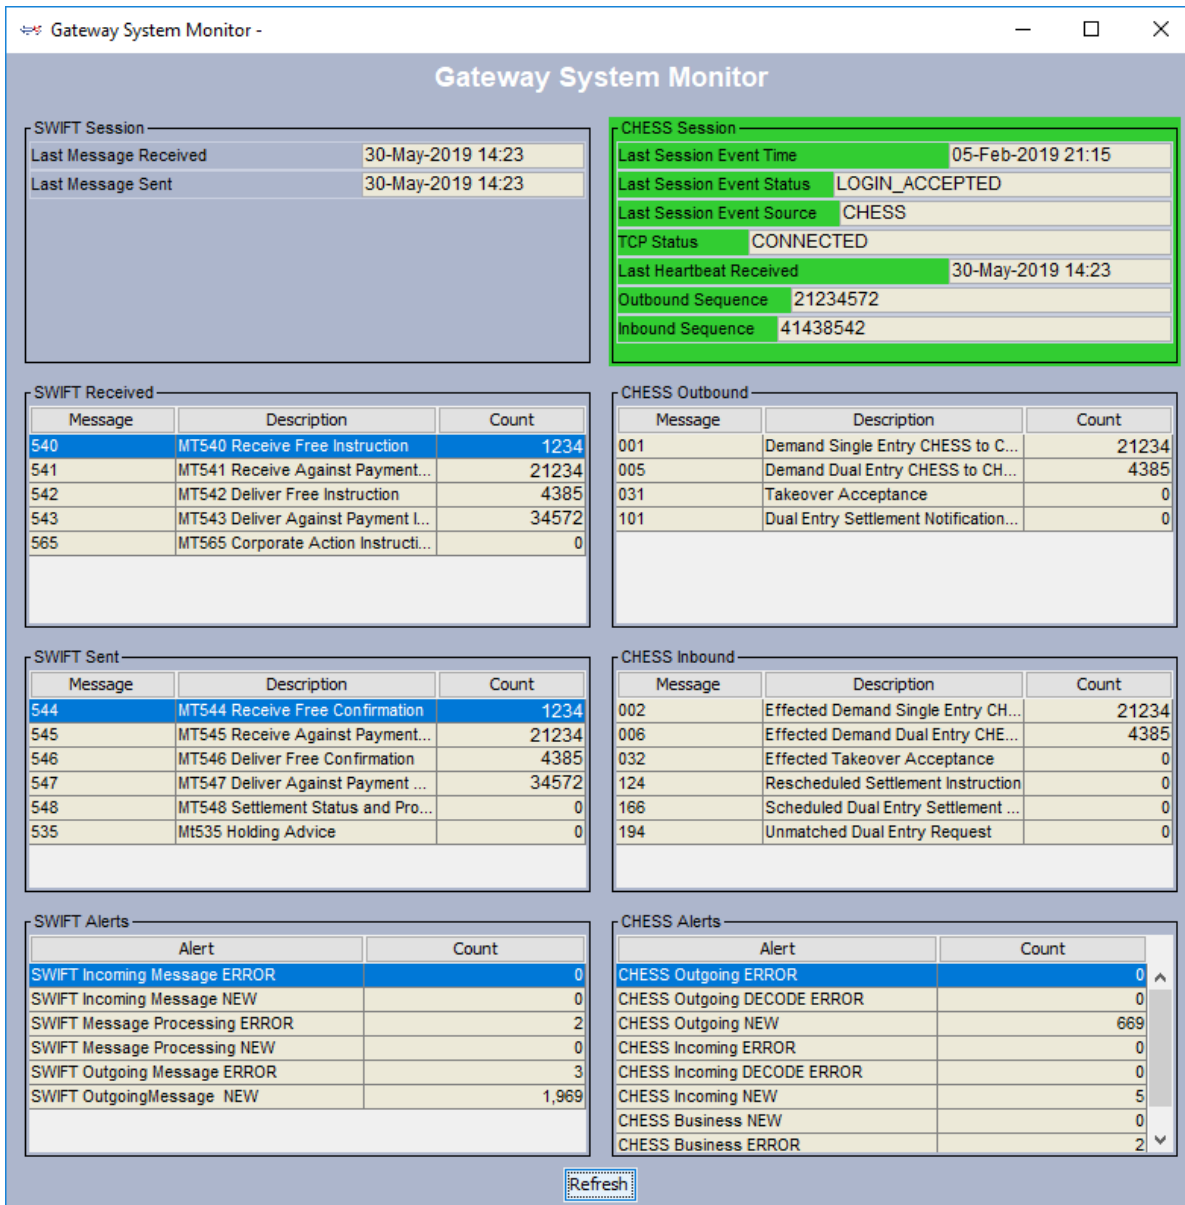 Gateway System Monitor -
Gateway System Monitor
SWIFT Session
Last Message Received 30-May-2019 14:23
Last Message Sent 30-May-2019 14:23
CHESS Session
Last Session Event Time 05-Feb-2019 21:15
Last Session Event Status LOGIN_ACCEPTED
Last Session Event Source CHESS
TCP Status CONNECTED
Last Heartbeat Received 30-May-2019 14:23
Outbound Sequence 21234572
Inbound Sequence 41438542
SWIFT Received
Message Description Count
540 MT540 Receive Free Instruction 1234
541 MT541 Receive Against Payment... 21234
542 MT542 Deliver Free Instruction 4385
543 MT543 Deliver Against Payment I... 34572
565 MT565 Corporate Action Instructi... 0
CHESS Outbound
Message Description Count
001 Demand Single Entry CHESS to C... 21234
005 Demand Dual Entry CHESS to CH... 4385
031 Takeover Acceptance 0
101 Dual Entry Settlement Notification... 0
SWIFT Sent
Message Description Count
544 MT544 Receive Free Confirmation 1234
545 MT545 Receive Against Payment... 21234
546 MT546 Deliver Free Confirmation 4385
547 MT547 Deliver Against Payment ... 34572
548 MT548 Settlement Status and Pro... 0
535 Mt535 Holding Advice 0
CHESS Inbound
Message Description Count
002 Effected Demand Single Entry CH... 21234
006 Effected Demand Dual Entry CHE... 4385
032 Effected Takeover Acceptance 0
124 Rescheduled Settlement Instruction 0
166 Scheduled Dual Entry Settlement ... 0
194 Unmatched Dual Entry Request 0
SWIFT Alerts
Alert Count
SWIFT Incoming Message ERROR 0
SWIFT Incoming Message NEW 0
SWIFT Message Processing ERROR 2
SWIFT Message Processing NEW 0
SWIFT Outgoing Message ERROR 3
SWIFT OutgoingMessage  NEW 1,969
CHESS Alerts
Alert Count
CHESS Outgoing ERROR 0
CHESS Outgoing DECODE ERROR 0
CHESS Outgoing NEW 669
CHESS Incoming ERROR 0
CHESS Incoming DECODE ERROR 0
CHESS Incoming NEW 5
CHESS Business NEW 0
CHESS Business ERROR 2
Refresh